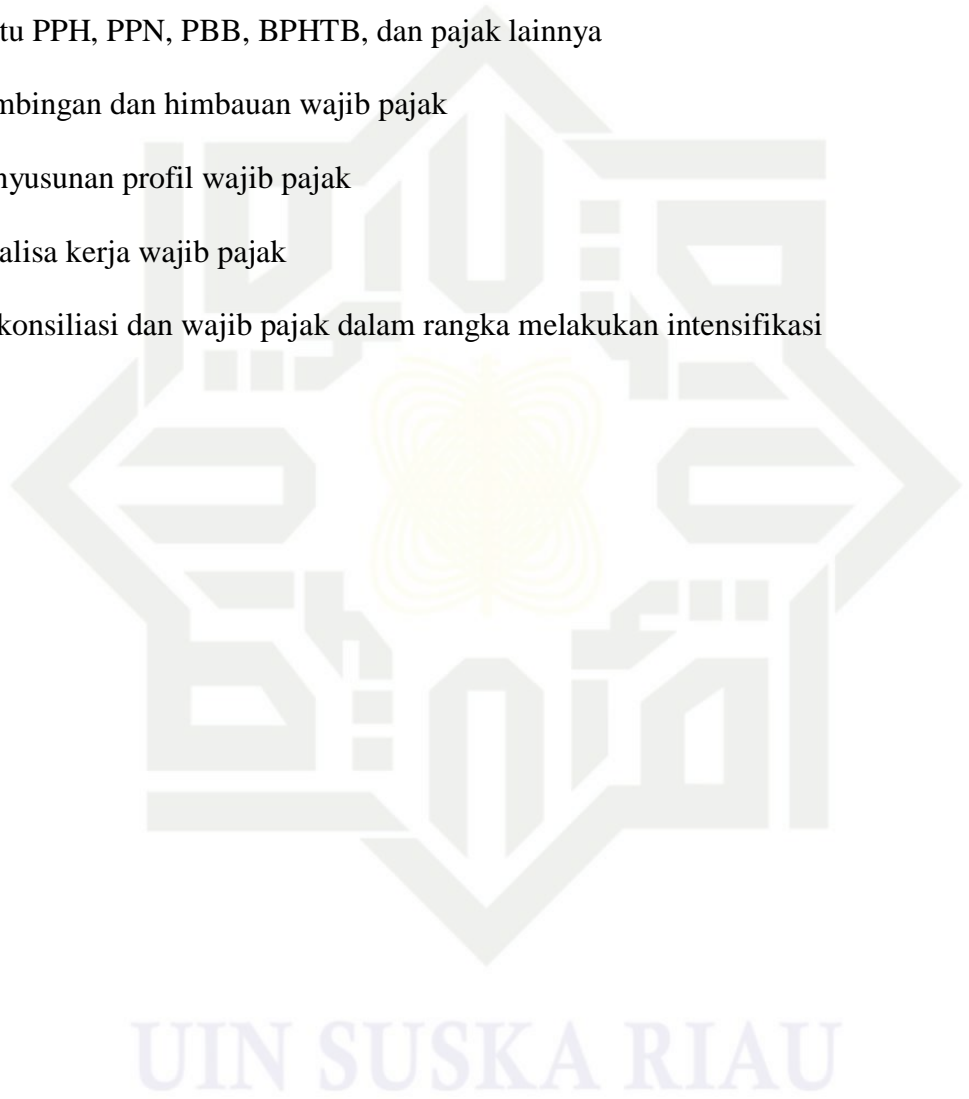 tu PPH, PPN, PBB, BPHTB, dan pajak lainnya
mbingan dan himbauan wajib pajak
nyusunan profil wajib pajak
alisa kerja wajib pajak
konsiliasi dan wajib pajak dalam rangka melakukan intensifikasi
UIN SUSKA RIAU